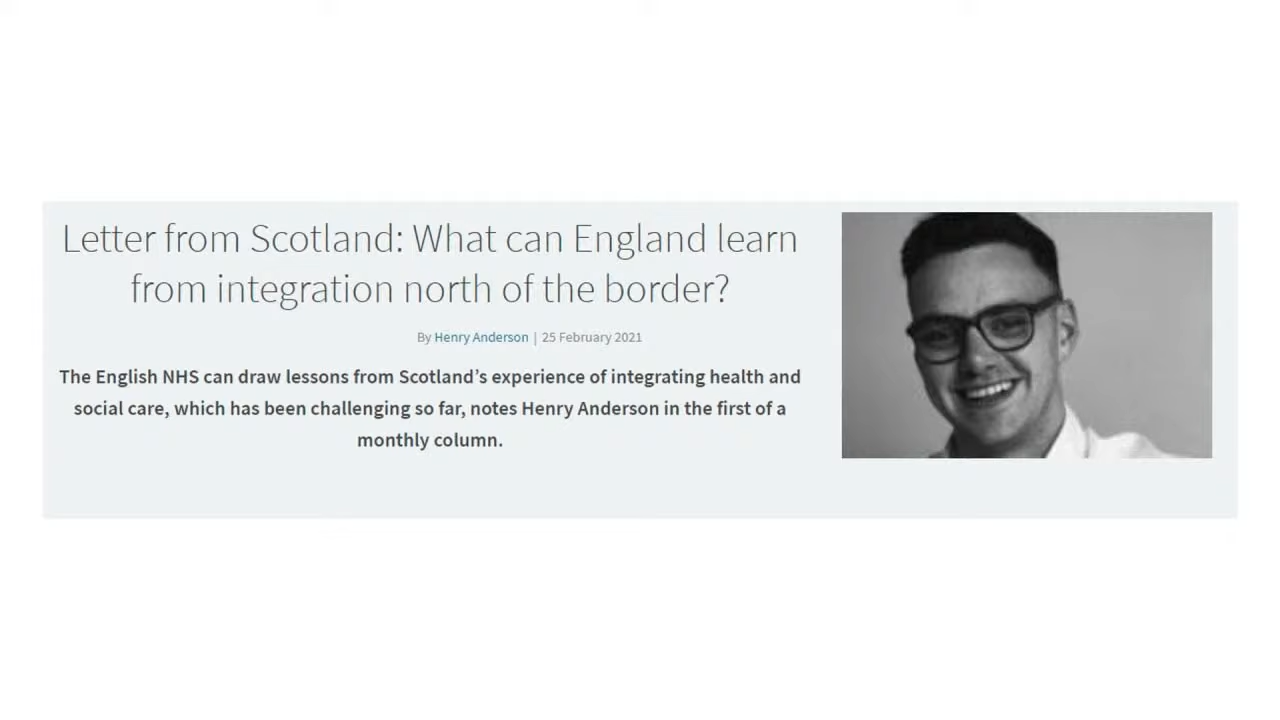 Letter from Scotland: What can England learn
from integration north of the border?
By Henry Anderson | 25 February 2021
The English NHS can draw lessons from Scotland’s experience of integrating health and
social care, which has been challenging so far, notes Henry Anderson in the first of a
monthly column.